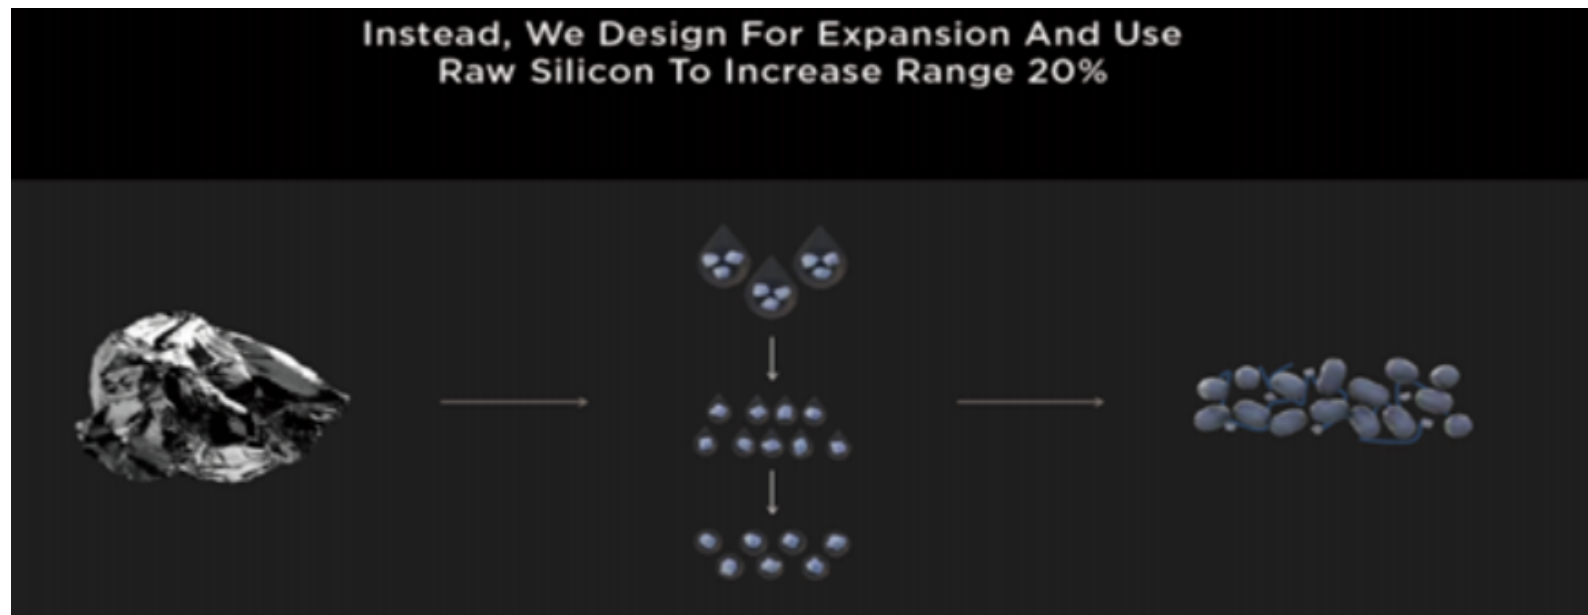 Instead, We Design For Expansion And Use
Raw Silicon To Increase Range 20%